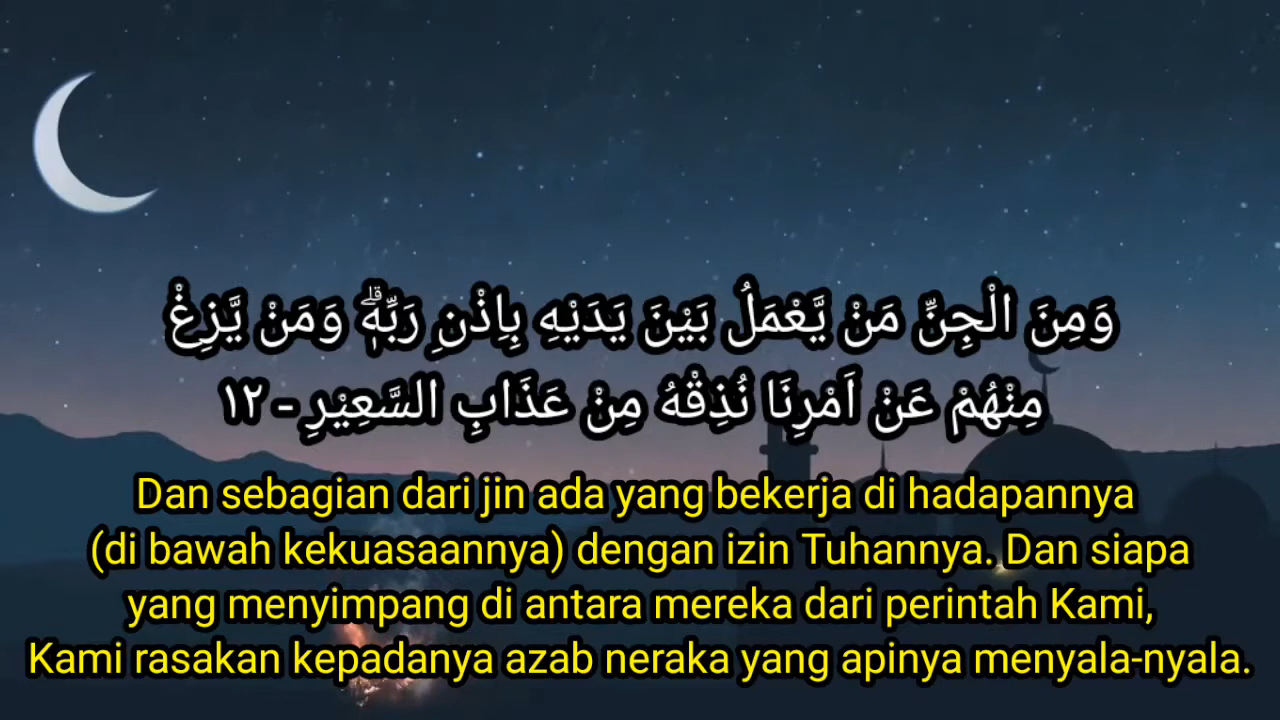 وَمِنَ الْجِنِّ مَنْ يَّعْمَلُ بَيْنَ يَدَيْهِ بِاِذْنِ رَبِّهٖۗ وَمَنْ يَّزِغْ
مِنْهُمْ عَنْ اَمْرِنَا نُذِقْهُ مِنْ عَذَابِ السَّعِيْرِ - ١٢
Dan sebagian dari jin ada yang bekerja di hadapannya
(di bawah kekuasaannya) dengan izin Tuhannya. Dan siapa
yang menyimpang di antara mereka dari perintah Kami,
Kami rasakan kepadanya azab neraka yang apinya menyala-nyala.